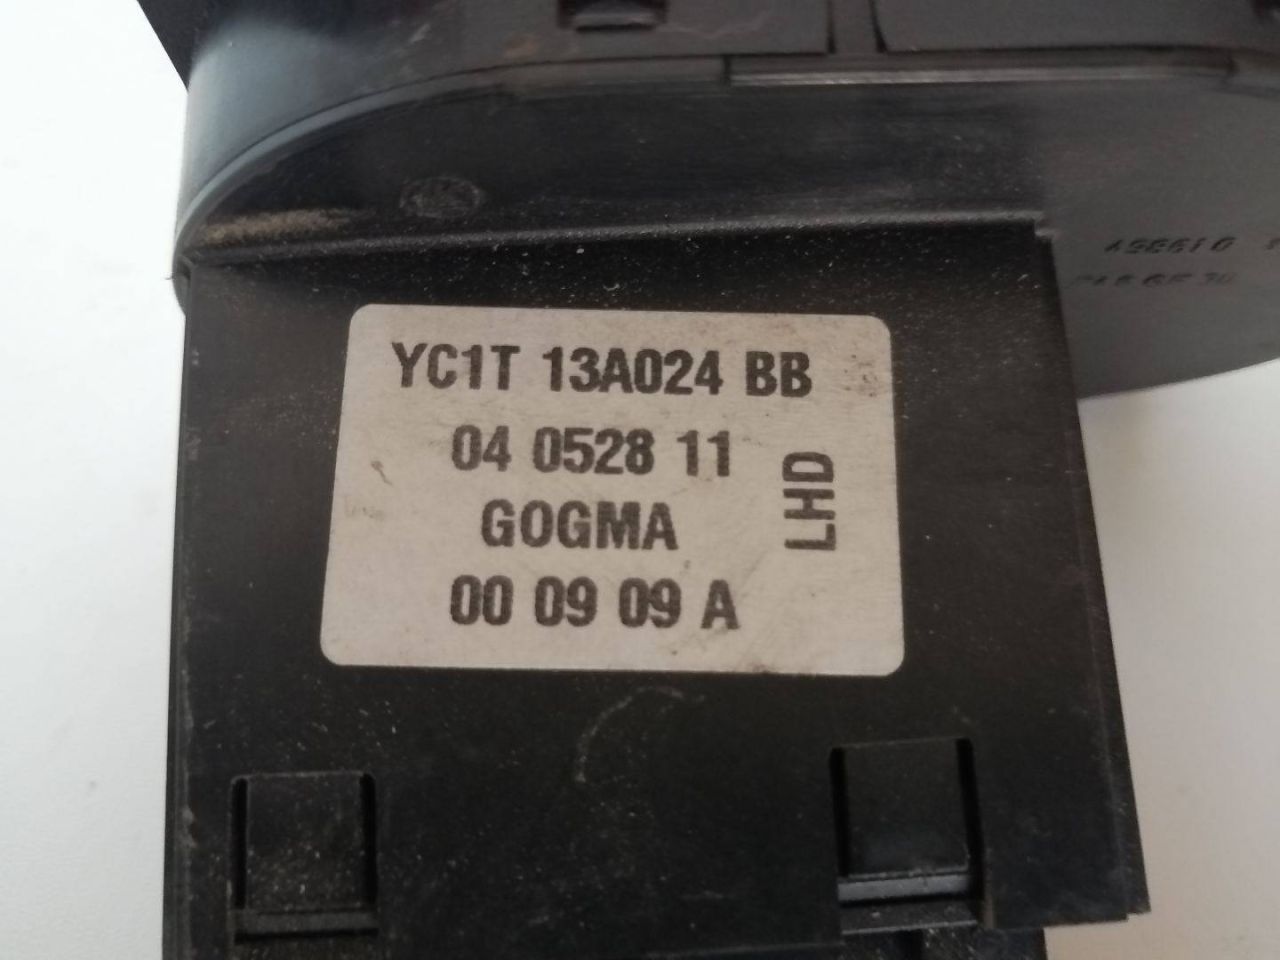 YC1T 13A024 BB
04 0528 11
GOGMA
LHD
00 09 09 A